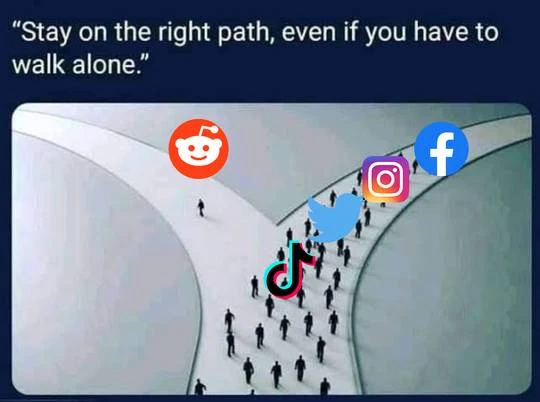 “Stay on the right path, even if you have to
walk alone.”